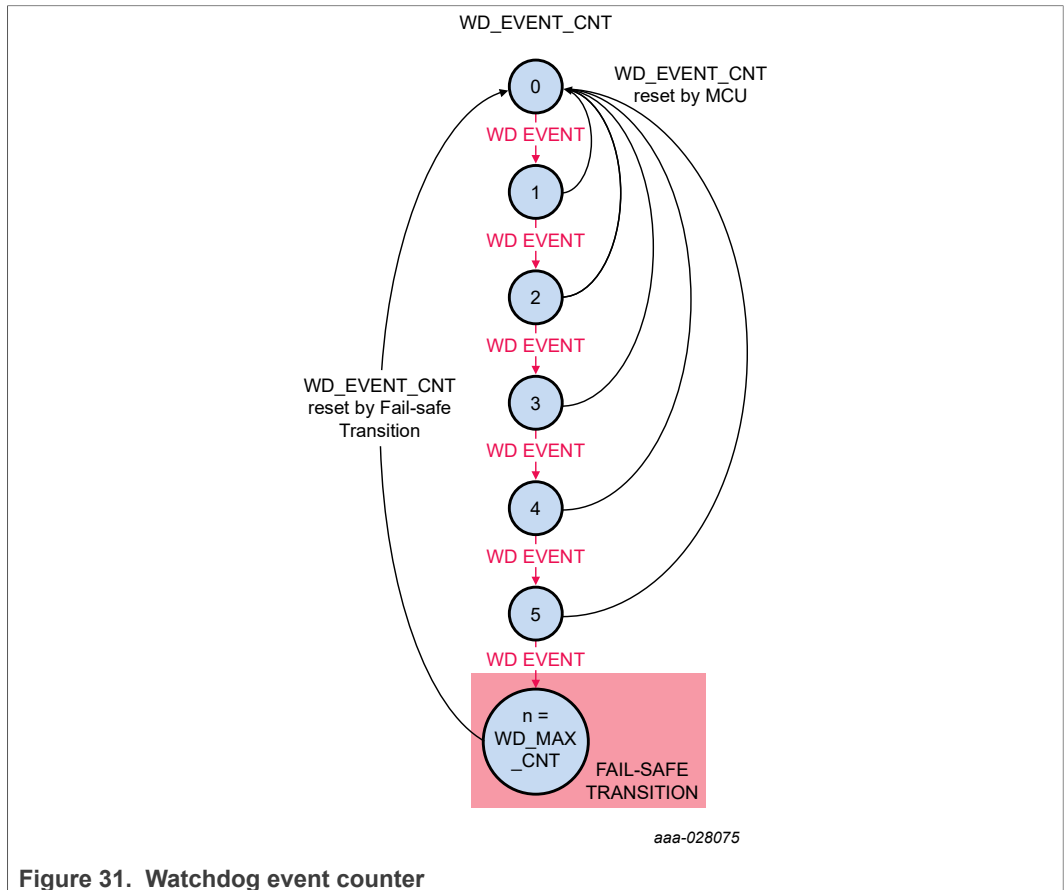 WD_EVENT_CNT
0
WD_EVENT_CNT
reset by MCU
WD EVENT
1
WD EVENT
2
WD EVENT
WD_EVENT_CNT
reset by Fail-safe
Transition
3
WD EVENT
4
WD EVENT
5
WD EVENT
n =
WD_MAX
_CNT
FAIL-SAFE
TRANSITION
aaa-028075
Figure 31. Watchdog event counter